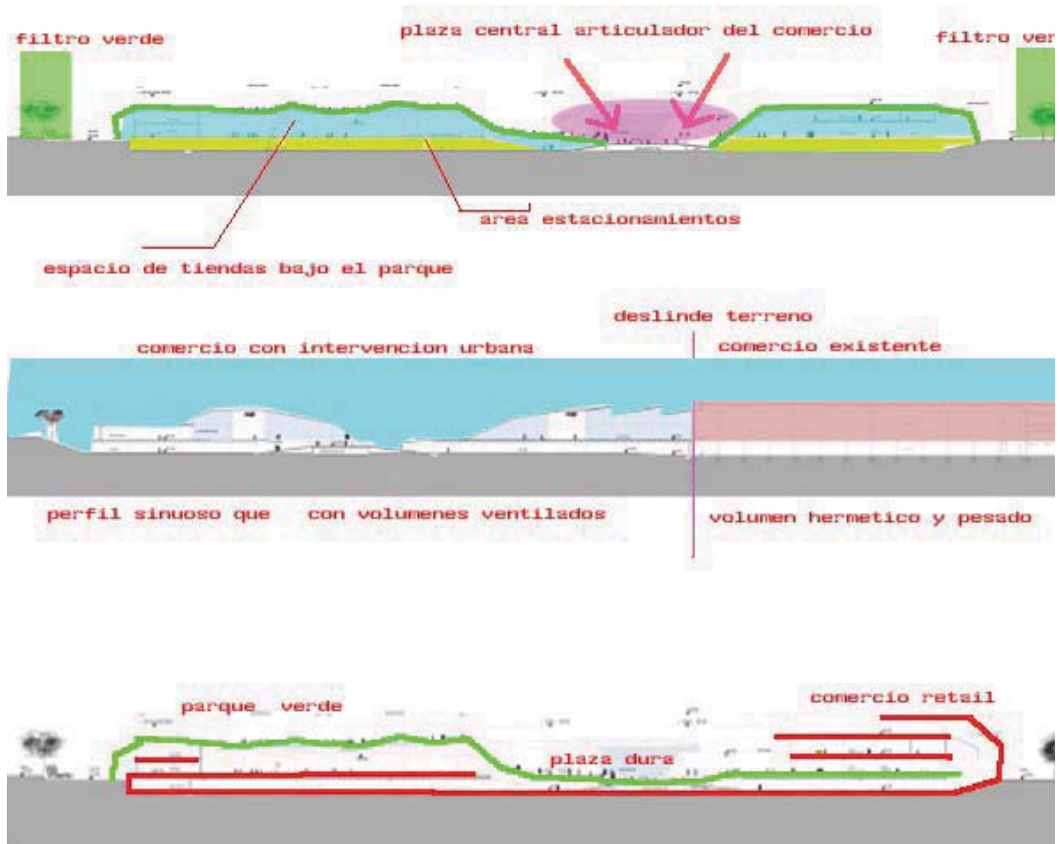 plaza central articulador del comercio
filtro verde
filtro ver
area estacionamientos
espacio de tiendas bajo el parque
deslinde terreno
comercio con intervencion urbana
comercio existente
perfil sinuoso que con volumenes ventilados
volumen hermetico y pesado
parque verde
comercio retail
plaza dura